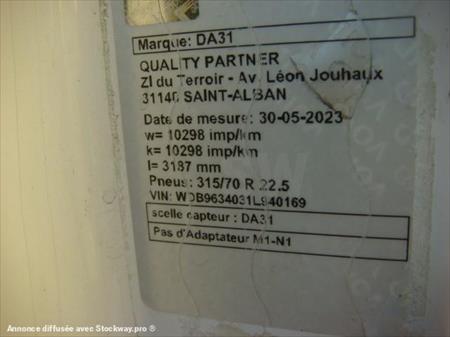 Marque: DA31
QUALITY PARTNER
ZI du Terroir - Av. Léon Jouhaux
31140 SAINT-ALBAN
Date de mesure: 30-05-2023
w= 10298 imp/km
k= 10298 imp/km
l= 3187 mm
Pneus: 315/70 R 22.5
VIN: WDB9634031L940169
scelle capteur : DA31
Pas d'Adaptateur M1-N1
Annonce diffusée avec Stockway.pro ®